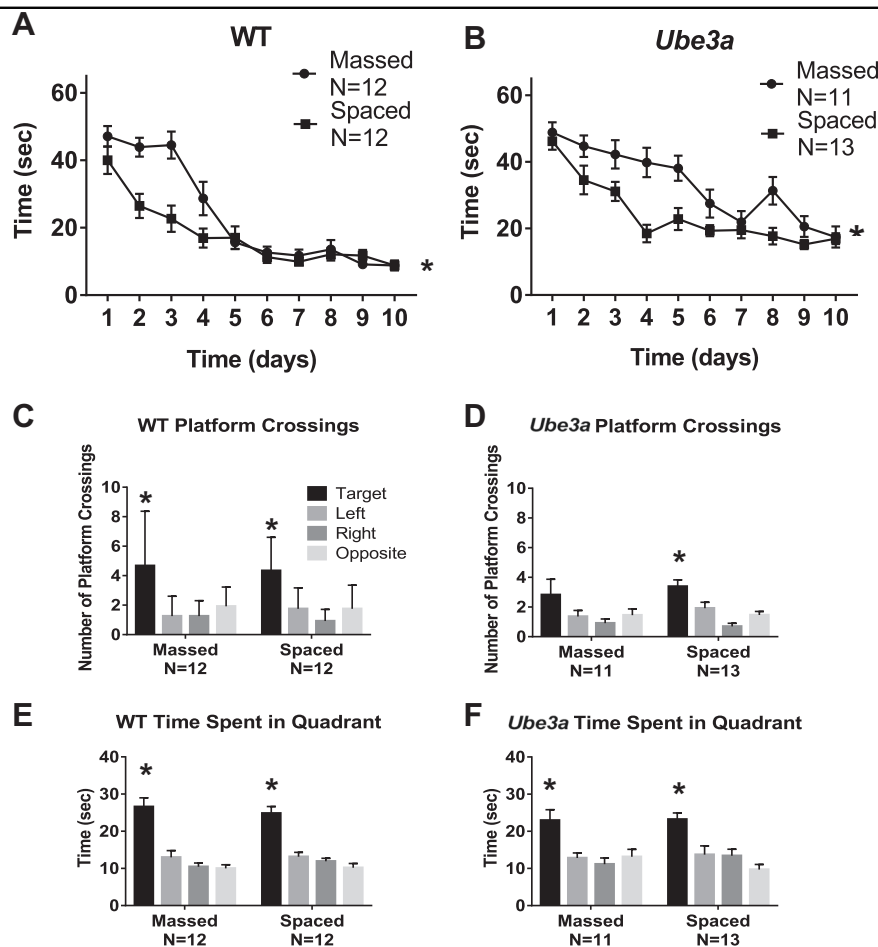 A
WT
Massed
N=12
Spaced
N=12
Time (sec)
60
40
20
0
*
1 2 3 4 5 6 7 8 9 10
Time (days)
B
Ube3a
Massed
N=11
Spaced
N=13
Time (sec)
60
40
20
0
*
1 2 3 4 5 6 7 8 9 10
Time (days)
C
WT Platform Crossings
Number of Platform Crossings
10
8
6
4
2
0
* *
Target
Left
Right
Opposite
Massed Spaced
N=12 N=12
D
Ube3a Platform Crossings
Number of Platform Crossings
10
8
6
4
2
0
*
Massed Spaced
N=11 N=13
E
WT Time Spent in Quadrant
Time (sec)
40
30
20
10
0
* *
Massed Spaced
N=12 N=12
F
Ube3a Time Spent in Quadrant
Time (sec)
40
30
20
10
0
* *
Massed Spaced
N=11 N=13